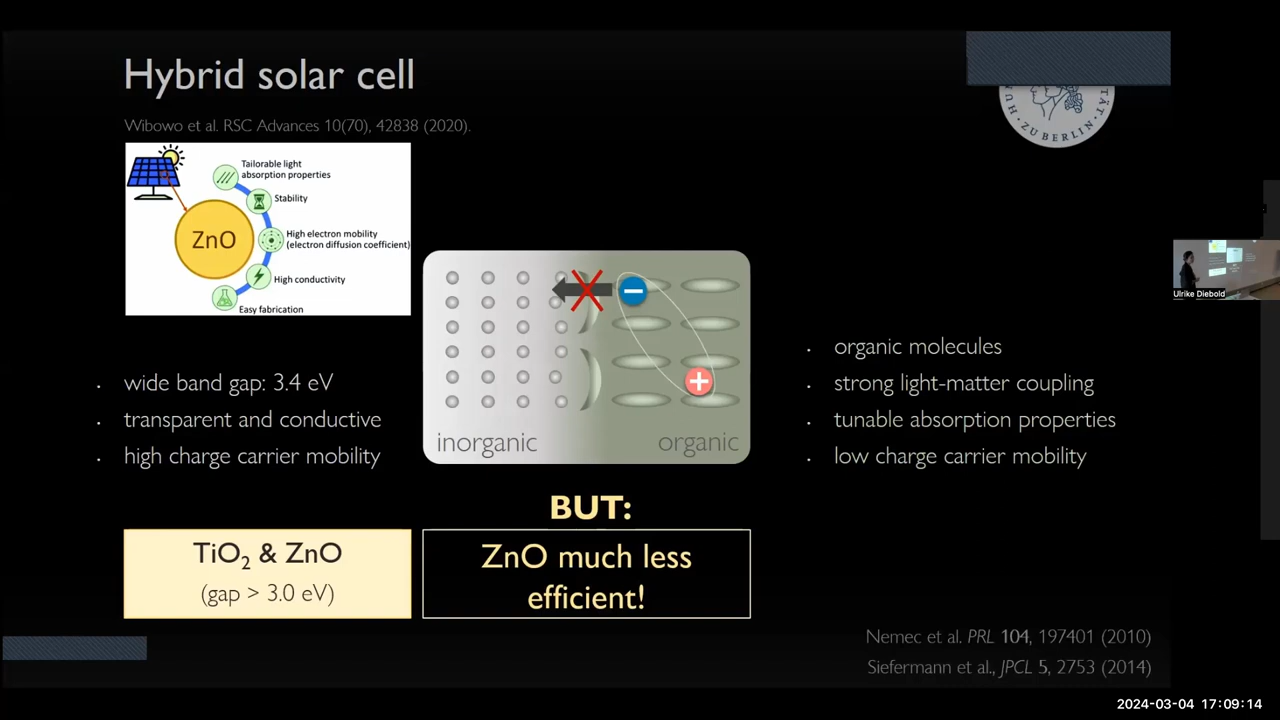 Hybrid solar cell
Wibowo et al. RSC Advances 10(70), 42838 (2020).
Tailorable light
absorption properties
Stability
ZnO
High electron mobility
(electron diffusion coefficient)
High conductivity
Easy fabrication
ZU BERLIN
Ulrike Diebold
inorganic
organic
· wide band gap: 3.4 eV
· transparent and conductive
· high charge carrier mobility
· organic molecules
· strong light-matter coupling
· tunable absorption properties
· low charge carrier mobility
BUT:
TiO₂ & ZnO
(gap > 3.0 eV)
ZnO much less
efficient!
Nemec et al. PRL 104, 197401 (2010)
Siefermann et al., JPCL 5, 2753 (2014)
2024-03-04 17:09:14